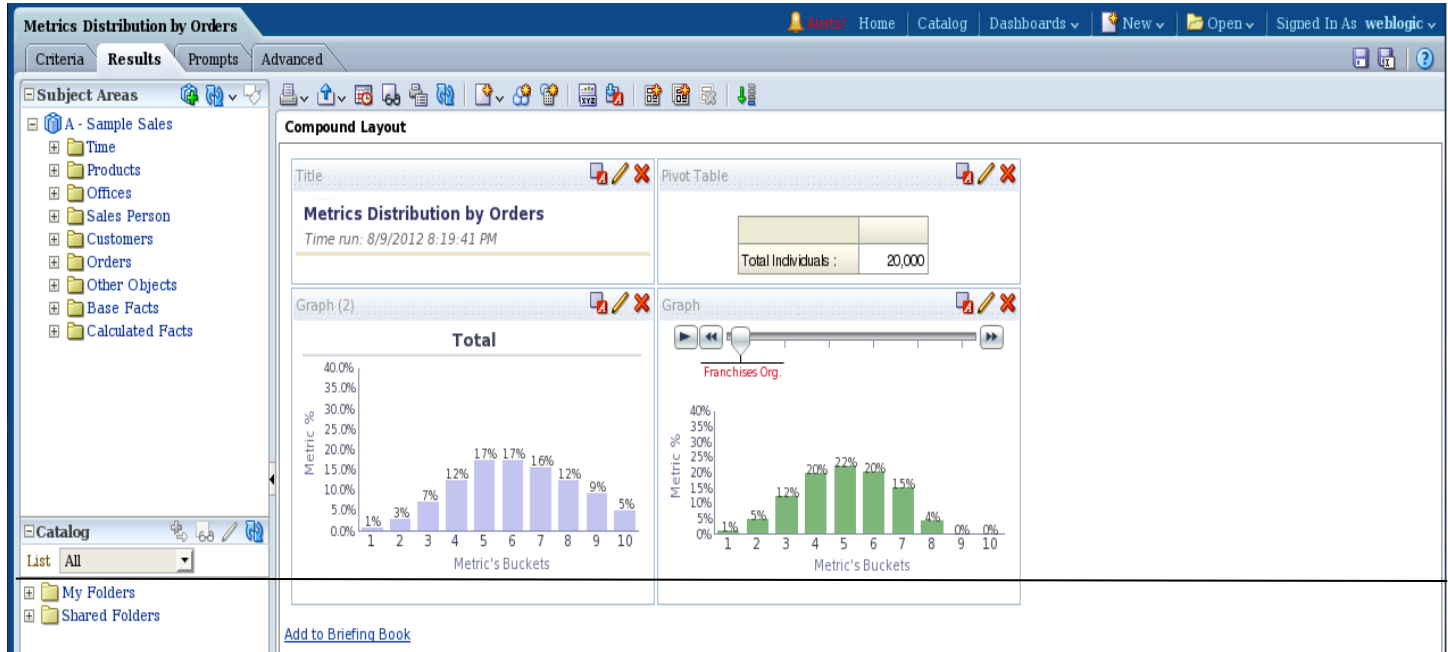 Metrics Distribution by Orders
Alerts! Home Catalog Dashboards New Open Signed In As weblogic
Criteria Results Prompts Advanced
Subject Areas
A - Sample Sales
Time
Products
Offices
Sales Person
Customers
Orders
Other Objects
Base Facts
Calculated Facts
Catalog
List All
My Folders
Shared Folders
Compound Layout
Title
Metrics Distribution by Orders
Time run: 8/9/2012 8:19:41 PM
Pivot Table
Total Individuals : 20,000
Graph (2)
Total
Metric %
40.0%
35.0%
30.0%
25.0%
20.0%
15.0%
10.0%
5.0%
0.0%
1% 3% 7% 12% 17% 17% 16% 12% 9% 5%
1 2 3 4 5 6 7 8 9 10
Metric's Buckets
Graph
Franchises Org.
Metric %
40%
35%
30%
25%
20%
15%
10%
5%
0%
1% 5% 12% 20% 22% 20% 15% 4% 0% 0%
1 2 3 4 5 6 7 8 9 10
Metric's Buckets
Add to Briefing Book